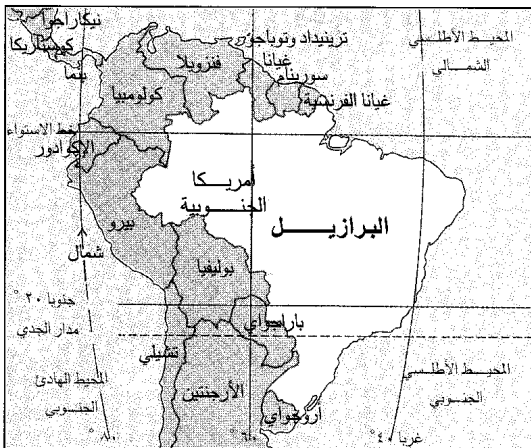 نيكاراجوا
كوستاريكا
بنما
ترينيداد وتوباجو
المحيط الأطلسي
الشمالي
فنزويلا
غيانا
سورينام
غيانا الفرنسية
كولومبيا
خط الاستواء
الإكوادور
أمريكا
الجنوبية
البرازيل
بيرو
شمال
بوليفيا
جنوبا ٢٠°
مدار الجدي
باراجواي
تشيلي
المحيط الهادئ
الجنوبي
الأرجنتين
المحيط الأطلسي
الجنوبي
أروجواي
٨٠°
٦٠°
غربا ٤٠°